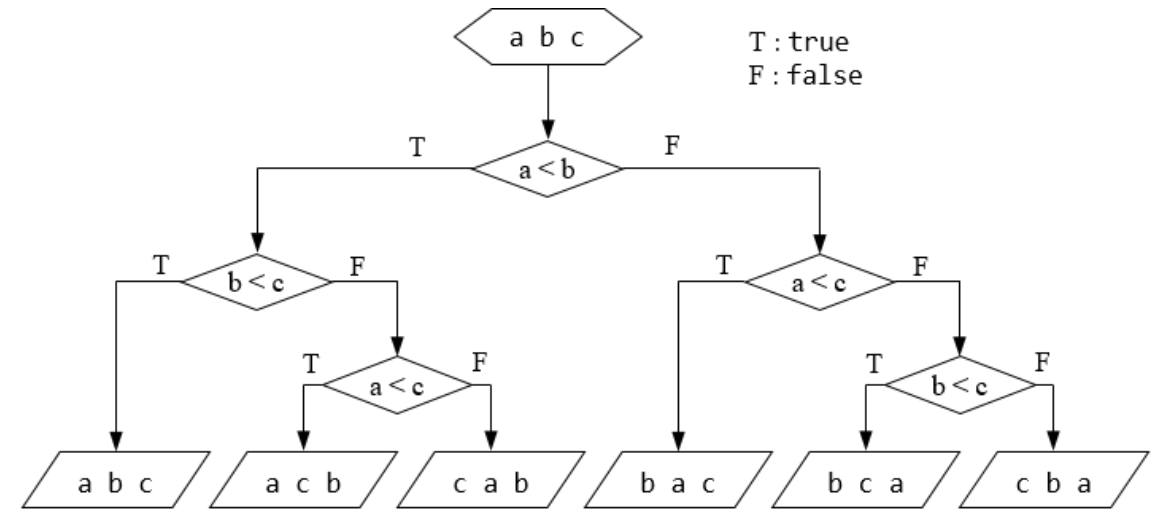 a b c
T : true
F : false
T
a < b
F
T
b < c
F
T
a < c
F
T
a < c
F
T
b < c
F
a b c
a c b
c a b
b a c
b c a
c b a